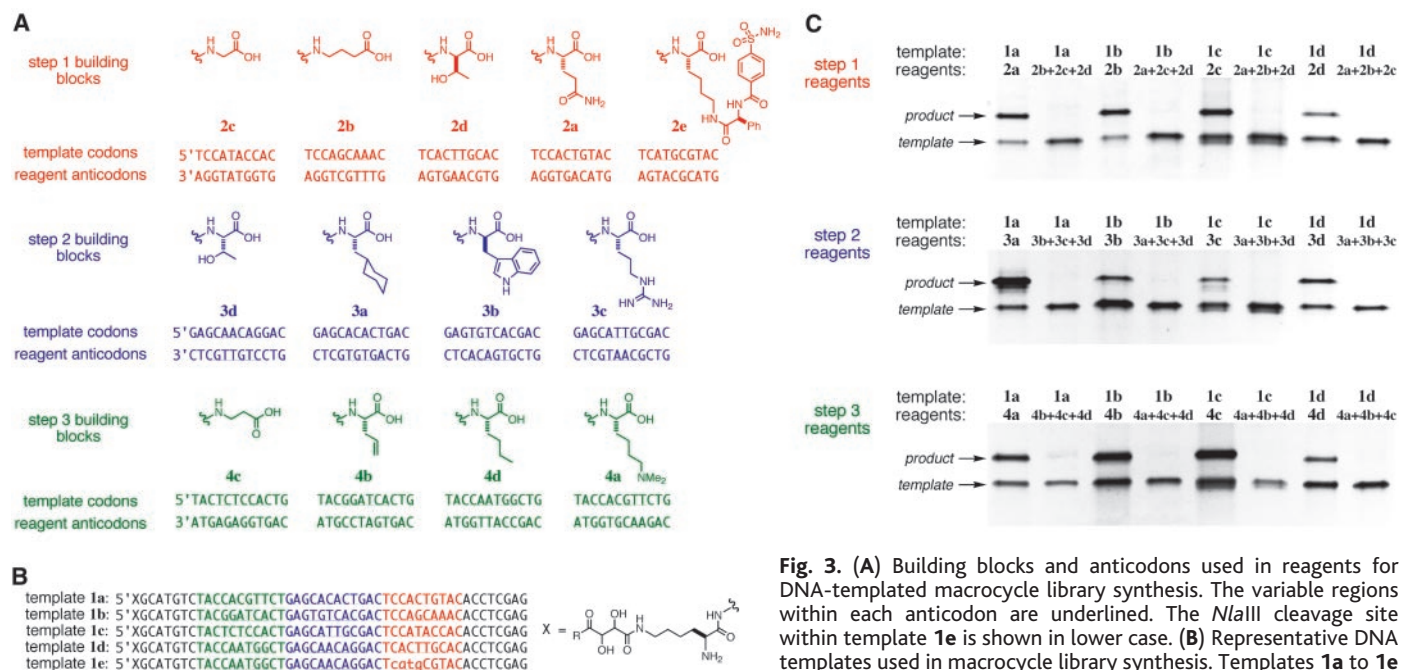 A
step 1 building
blocks
2c 2b 2d 2a 2e
template codons 5'TCCATACCAC TCCAGCAAAC TCACTTGCAC TCCACTGTAC TCATGCGTAC
reagent anticodons 3'AGGTATGGTG AGGTCGTTTG AGTGAACGTG AGGTGACATG AGTACGCATG
step 2 building
blocks
3d 3a 3b 3c
template codons 5'GAGCAACAGGAC GAGCACACTGAC GAGTGTCACGAC GAGCATTGCGAC
reagent anticodons 3'CTCGTTGTCCTG CTCGTGTGACTG CTCACAGTGCTG CTCGTAACGCTG
step 3 building
blocks
4c 4b 4d 4a
template codons 5'TACTCTCCACTG TACGGATCACTG TACCAATGGCTG TACCACGTTCTG
reagent anticodons 3'ATGAGAGGTGAC ATGCCTAGTGAC ATGGTTACCGAC ATGGTGCAAGAC
B
template 1a: 5'XGCATGTCTACCACGTTCTGAGCACACTGACTCCACTGTACACCTCGAG
template 1b: 5'XGCATGTCTACGGATCACTGAGTGTCACGACTCCAGCAAACACCTCGAG
template 1c: 5'XGCATGTCTACTCTCCACTGAGCATTGCGACTCCATACCACACCTCGAG
template 1d: 5'XGCATGTCTACCAATGGCTGAGCAACAGGACTCACTTGCACACCTCGAG
template 1e: 5'XGCATGTCTACCAATGGCTGAGCAACAGGACTcatgCGTACACCTCGAG
X =
C
step 1
reagents
template: 1a 1a 1b 1b 1c 1c 1d 1d
reagents: 2a 2b+2c+2d 2b 2a+2c+2d 2c 2a+2b+2d 2d 2a+2b+2c
product
template
step 2
reagents
template: 1a 1a 1b 1b 1c 1c 1d 1d
reagents: 3a 3b+3c+3d 3b 3a+3c+3d 3c 3a+3b+3d 3d 3a+3b+3c
product
template
step 3
reagents
template: 1a 1a 1b 1b 1c 1c 1d 1d
reagents: 4a 4b+4c+4d 4b 4a+4c+4d 4c 4a+4b+4d 4d 4a+4b+4c
product
template
Fig. 3. (A) Building blocks and anticodons used in reagents for
DNA-templated macrocycle library synthesis. The variable regions
within each anticodon are underlined. The NlaIII cleavage site
within template 1e is shown in lower case. (B) Representative DNA
templates used in macrocycle library synthesis. Templates 1a to 1e